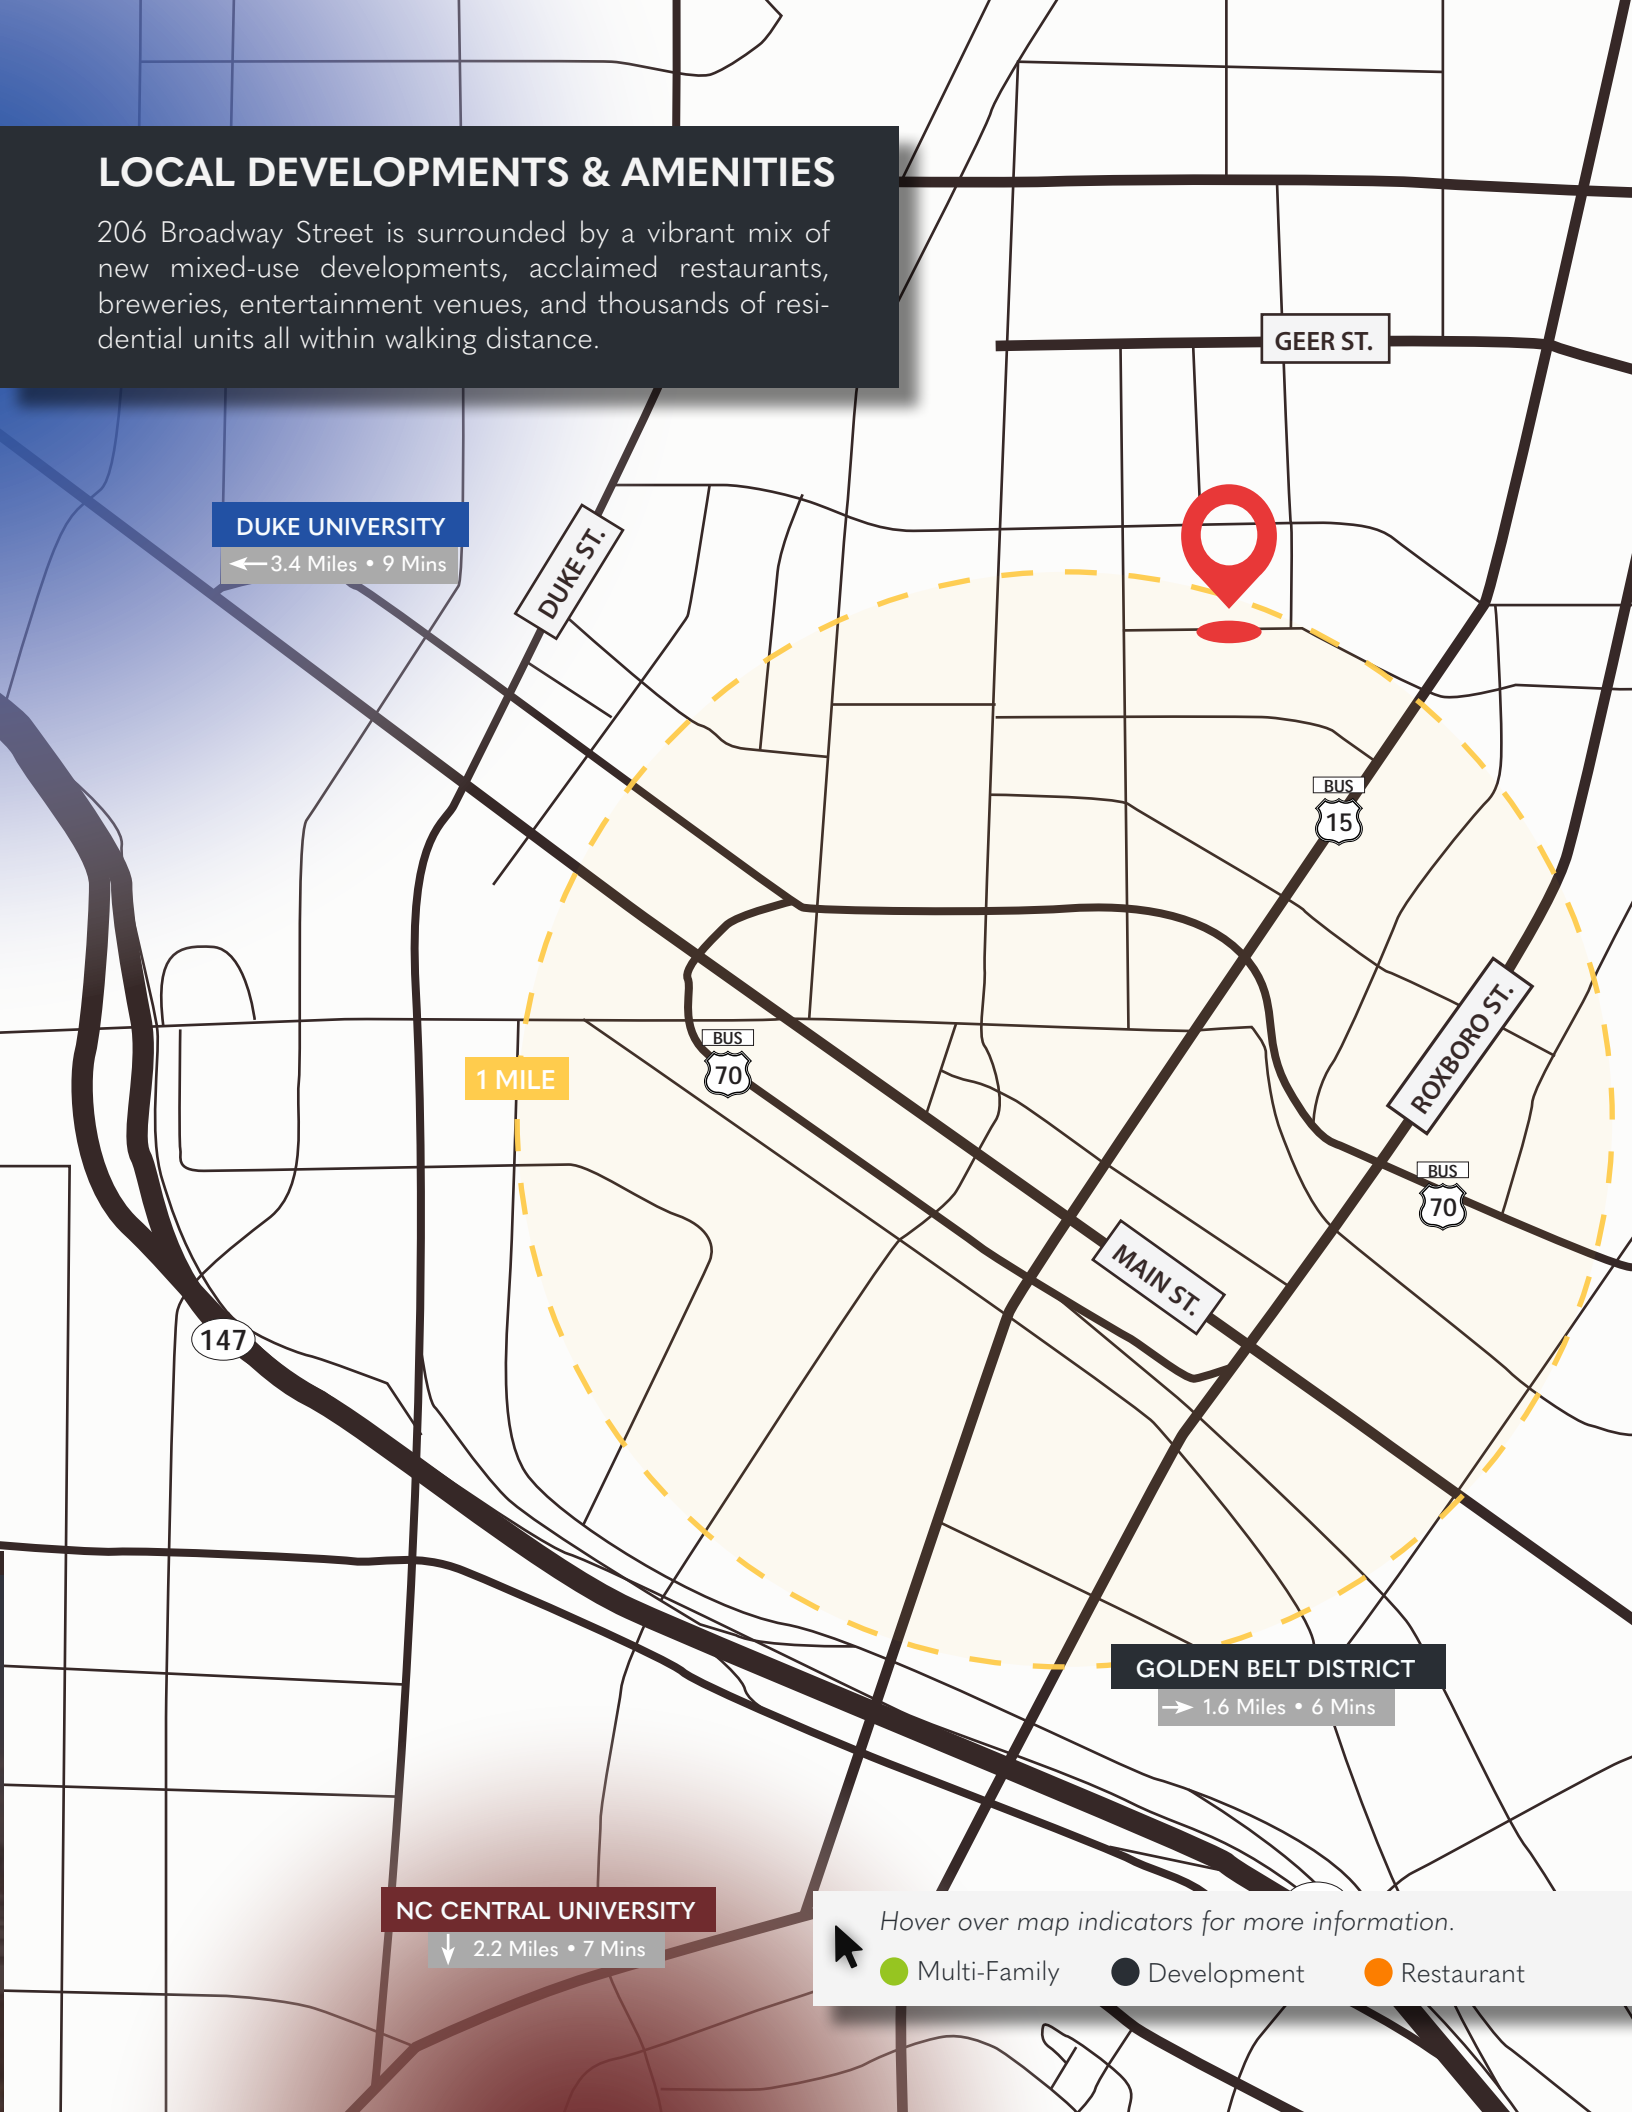 LOCAL DEVELOPMENTS & AMENITIES
206 Broadway Street is surrounded by a vibrant mix of
new mixed-use developments, acclaimed restaurants,
breweries, entertainment venues, and thousands of resi-
dential units all within walking distance.
GEER ST.
DUKE UNIVERSITY
3.4 Miles • 9 Mins
DUKE ST.
BUS
15
ROXBORO ST.
BUS
70
1 MILE
BUS
70
MAIN ST.
147
GOLDEN BELT DISTRICT
1.6 Miles • 6 Mins
NC CENTRAL UNIVERSITY
2.2 Miles • 7 Mins
Hover over map indicators for more information.
Multi-Family
Development
Restaurant